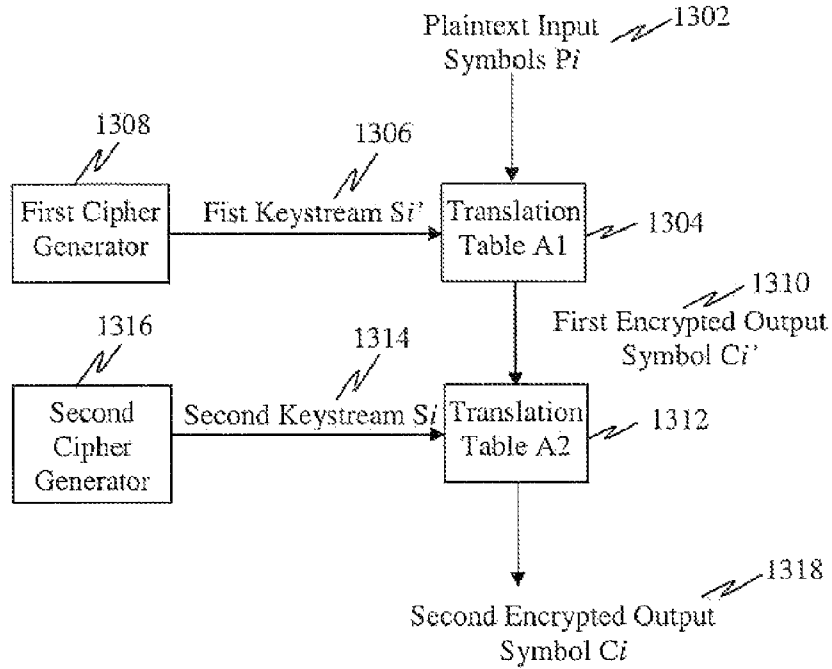 Plaintext Input
Symbols Pi
1302
1308
1306
First Cipher
Generator
Fist Keystream Si'
Translation
Table A1
1304
1310
First Encrypted Output
Symbol Ci'
1316
1314
Second
Cipher
Generator
Second Keystream Si
Translation
Table A2
1312
1318
Second Encrypted Output
Symbol Ci